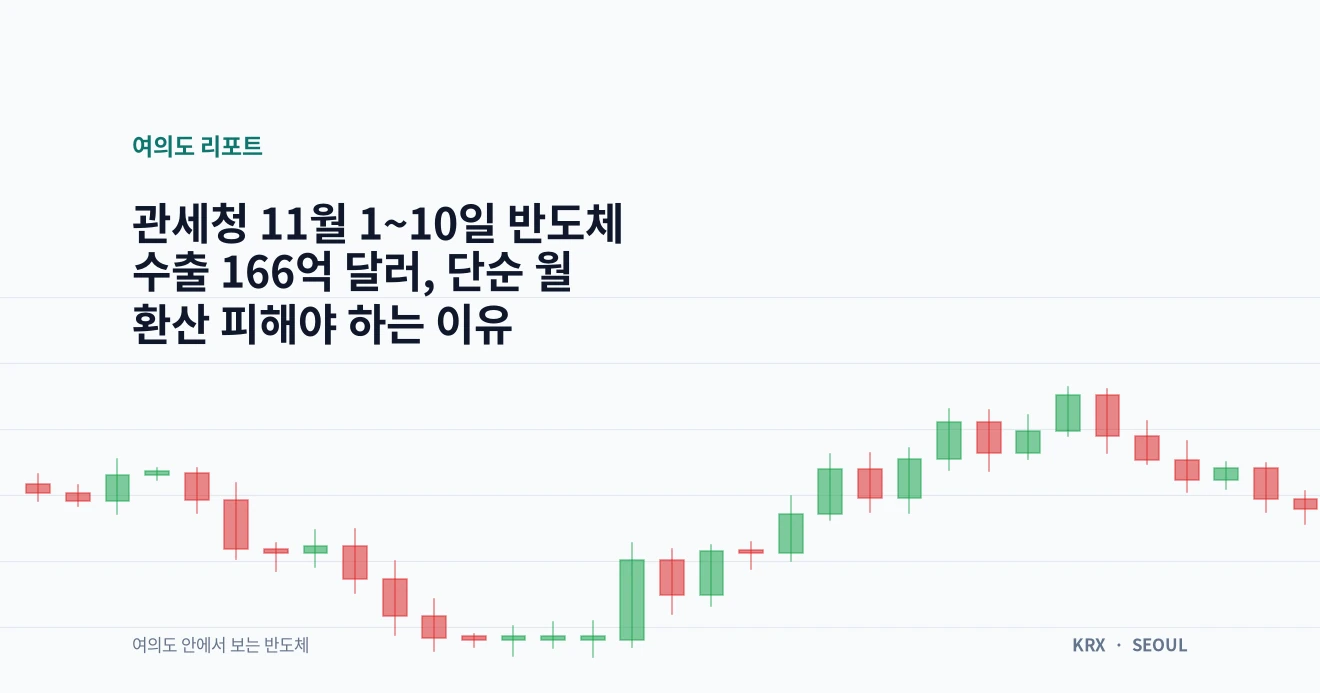 여의도 리포트
관세청 11월 1~10일 반도체
수출 166억 달러, 단순 월
환산 피해야 하는 이유
여의도 안에서 보는 반도체
KRX · SEOUL